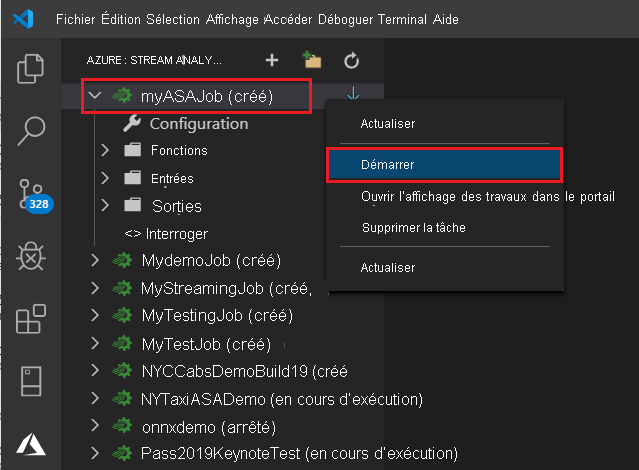 Fichier Édition Sélection Affichage Accéder Déboguer Terminal Aide
AZURE : STREAM ANALY...
myASAJob (créé)
Configuration
Fonctions
Entrées
Sorties
<> Interroger
MydemoJob (créé)
MyStreamingJob (créé,
MyTestingJob (créé)
MyTestJob (créé)
NYCCabsDemoBuild19 (créé
NYTaxiASADemo (en cours d'exécution)
onnxdemo (arrêté)
Pass2019KeynoteTest (en cours d'exécution)
328
Actualiser
Démarrer
Ouvrir l'affichage des travaux dans le portail
Supprimer la tâche
Actualiser